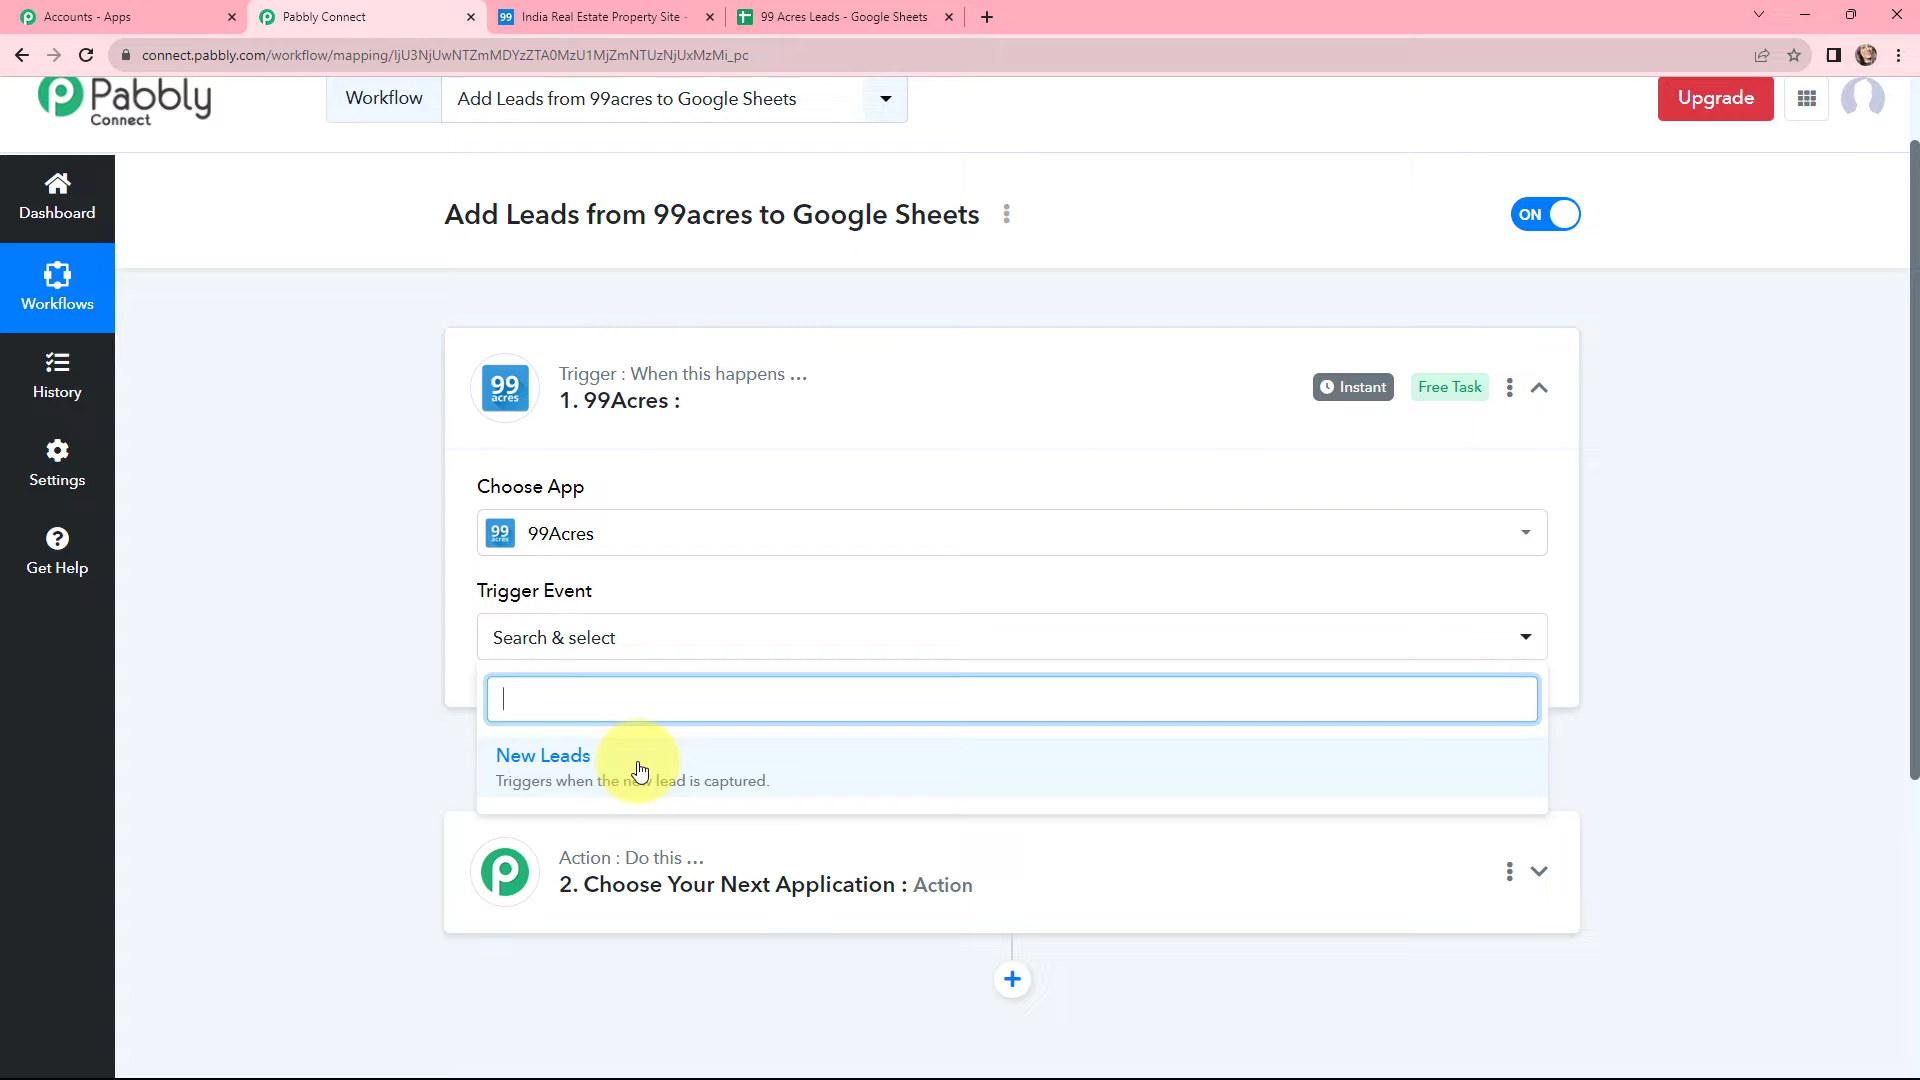 Accounts - Apps
Pabbly Connect
99 India Real Estate Property Site -
99 Acres Leads - Google Sheets
connect.pabbly.com/workflow/mapping/IjU3NjUwNTZmMDYzZTA0MzU1MjZmNTUzNjUxMzMi_pc
Pabbly
Connect
Workflow
Add Leads from 99acres to Google Sheets
Upgrade
Dashboard
Workflows
History
Settings
Get Help
Add Leads from 99acres to Google Sheets
ON
99
acres
Trigger : When this happens ...
1. 99Acres :
Instant
Free Task
Choose App
99
acres
99Acres
Trigger Event
Search & select
New Leads
Triggers when the new lead is captured.
Action : Do this ...
2. Choose Your Next Application : Action